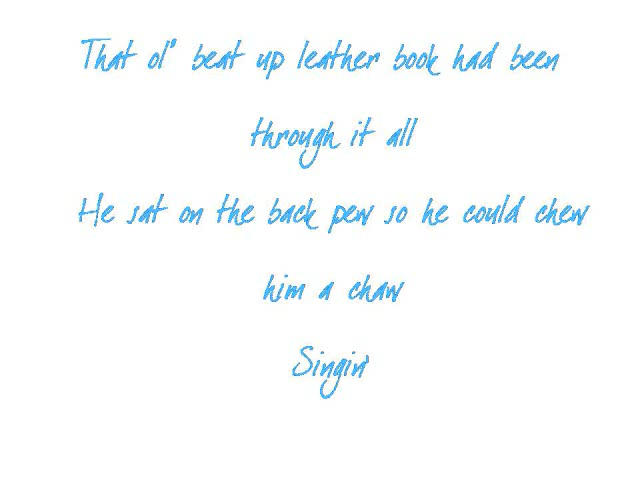 That ol" beat up leather book had been
through it all
He sat on the back pew so he could chew
him a chaw
Singin'